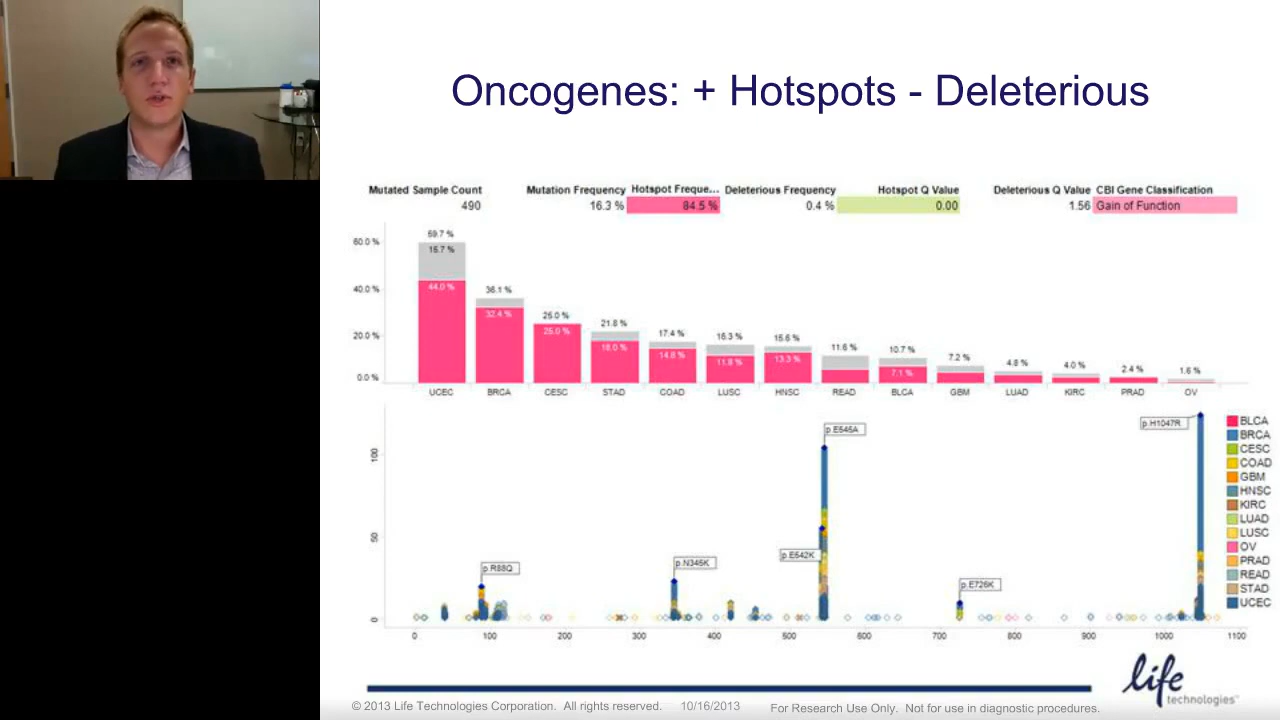 Oncogenes: + Hotspots - Deleterious
Mutated Sample Count Mutation Frequency Hotspot Freque... Deleterious Frequency Hotspot Q Value Deleterious Q Value CBI Gene Classification
490 16.3 % 84.5 % 0.4 % 0.00 1.56 Gain of Function
60.0 %
40.0 %
20.0 %
0.0 %
59.7 % 36.1 % 25.0 % 21.8 % 17.4 % 16.3 % 15.6 % 11.6 % 10.7 % 7.2 % 4.8 % 4.0 % 2.4 % 1.6 %
15.7 %
44.0 % 32.4 % 25.0 % 18.0 % 14.8 % 11.8 % 13.3 % 7.1 %
UCEC BRCA CESC STAD COAD LUSC HNSC READ BLCA GBM LUAD KIRC PRAD OV
100
50
0
p.R88Q
p.N345K
p.E542K
p.E545A
p.E726K
p.H1047R
0 100 200 300 400 500 600 700 800 900 1000 1100
BLCA
BRCA
CESC
COAD
GBM
HNSC
KIRC
LUAD
LUSC
OV
PRAD
READ
STAD
UCEC
life
technologies™
© 2013 Life Technologies Corporation. All rights reserved. 10/16/2013 For Research Use Only. Not for use in diagnostic procedures.